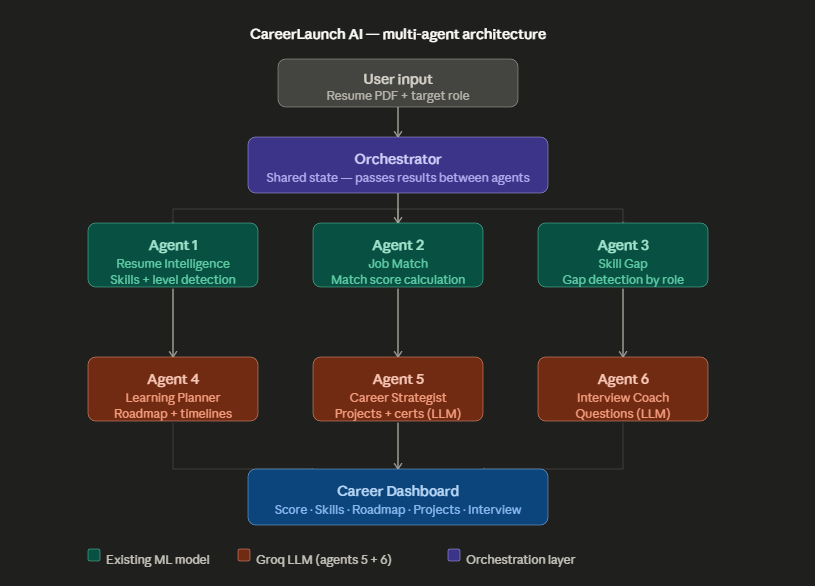 CareerLaunch AI — multi-agent architecture
User input
Resume PDF + target role
Orchestrator
Shared state — passes results between agents
Agent 1
Resume Intelligence
Skills + level detection
Agent 2
Job Match
Match score calculation
Agent 3
Skill Gap
Gap detection by role
Agent 4
Learning Planner
Roadmap + timelines
Agent 5
Career Strategist
Projects + certs (LLM)
Agent 6
Interview Coach
Questions (LLM)
Career Dashboard
Score · Skills · Roadmap · Projects · Interview
Existing ML model
Groq LLM (agents 5 + 6)
Orchestration layer